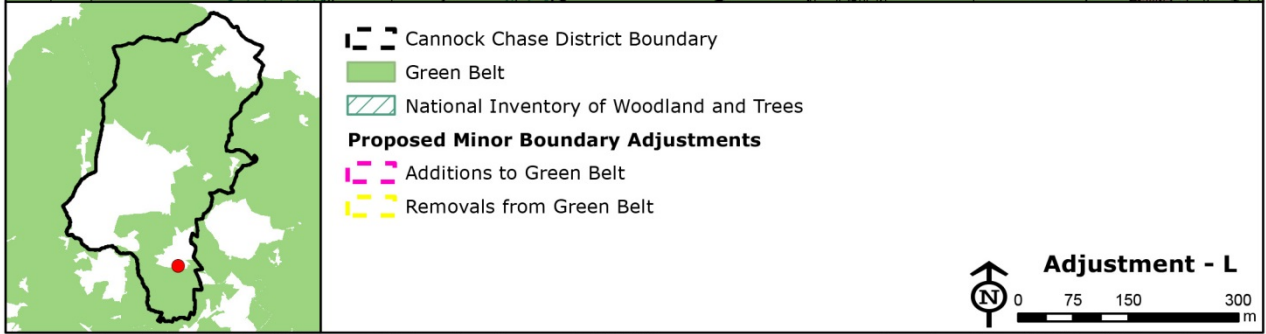 Cannock Chase District Boundary
Green Belt
National Inventory of Woodland and Trees
Proposed Minor Boundary Adjustments
Additions to Green Belt
Removals from Green Belt
Adjustment - L
N 0 75 150 300
m